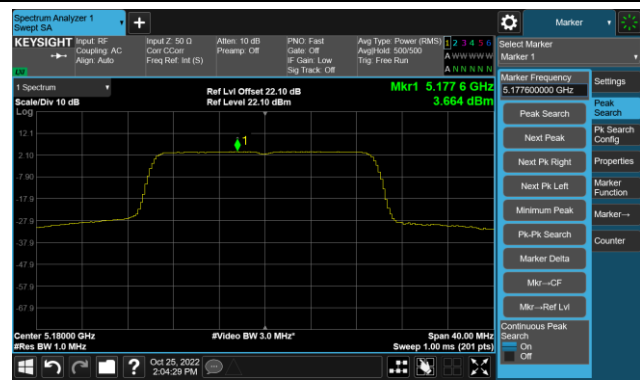 Spectrum Analyzer 1
Swept SA
Marker
KEYSIGHT
Input: RF
Coupling: AC
Align: Auto
Input Z: 50 Ω
Corr CCorr
Freq Ref: Int (S)
Atten: 10 dB
Preamp: Off
PNO: Fast
Gate: Off
IF Gain: Low
Sig Track: Off
Avg Type: Power (RMS)
Avg|Hold: 500/500
Trig: Free Run
1 2 3 4 5 6
A W W W W W
A N N N N N
LW
1 Spectrum
Scale/Div 10 dB
Log
Ref Lvl Offset 22.10 dB
Ref Level 22.10 dBm
Mkr1 5.177 6 GHz
3.664 dBm
12.1
2.10
-7.90
-17.9
-27.9
-37.9
-47.9
-57.9
-67.9
1
Center 5.18000 GHz
#Res BW 1.0 MHz
#Video BW 3.0 MHz*
Span 40.00 MHz
Sweep 1.00 ms (201 pts)
Select Marker
Marker 1
Marker Frequency
5.177600000 GHz
Peak Search
Next Peak
Next Pk Right
Next Pk Left
Minimum Peak
Pk-Pk Search
Marker Delta
Mkr→CF
Mkr→Ref Lvl
Continuous Peak
Search
On
Off
Settings
Peak
Search
Pk Search
Config
Properties
Marker
Function
Marker→
Counter
?
Oct 25, 2022
2:04:29 PM